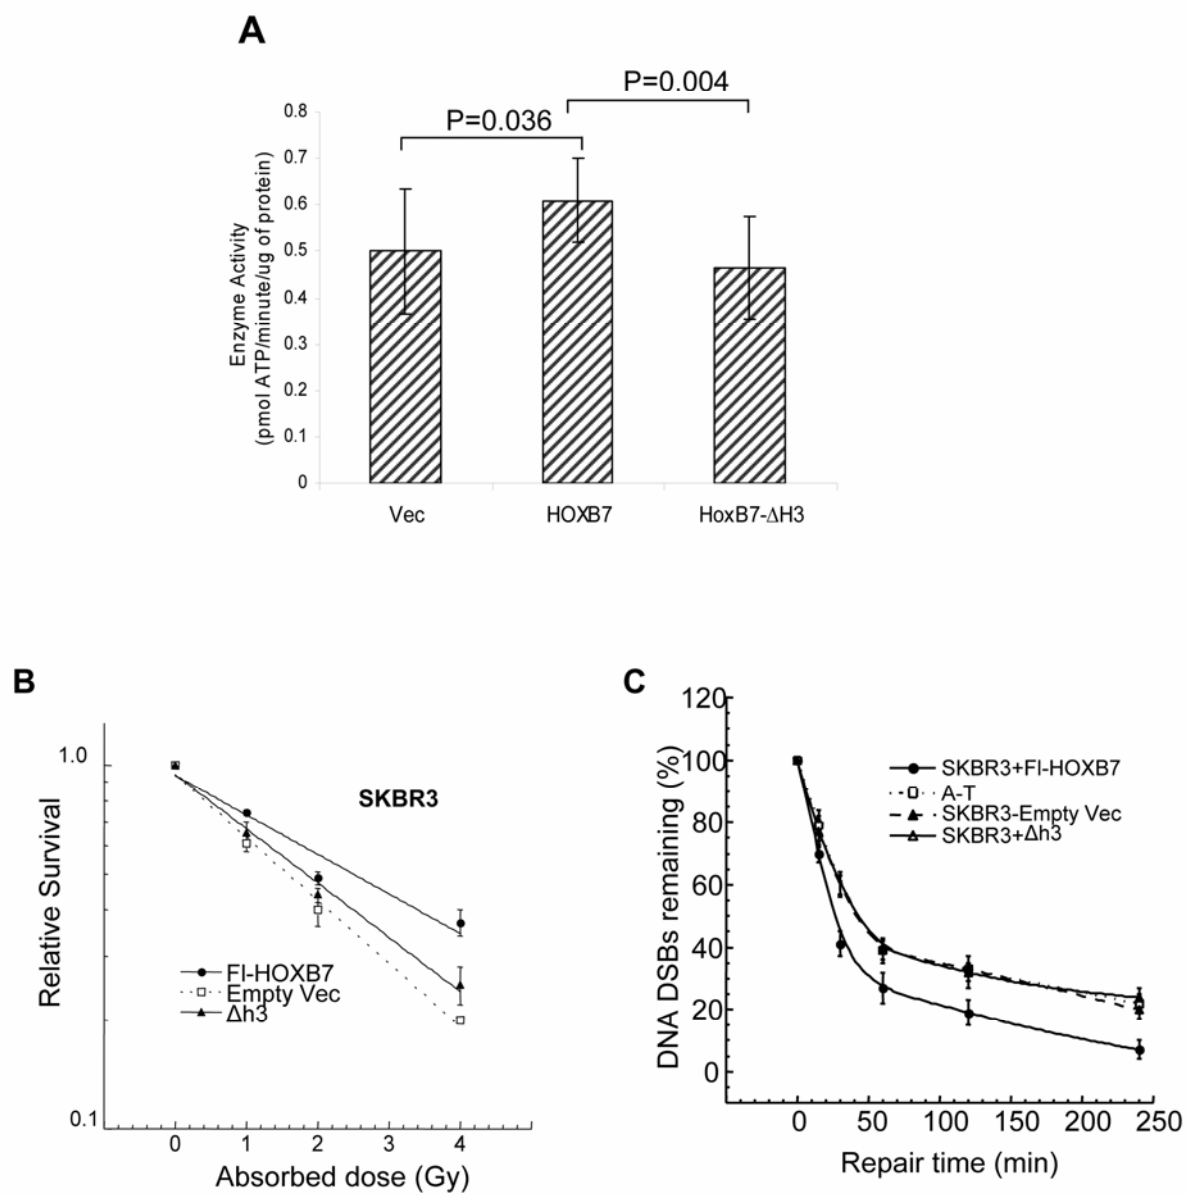 A
P=0.004
P=0.036
Enzyme Activity
(pmol ATP/minute/ug of protein)
0.8
0.7
0.6
0.5
0.4
0.3
0.2
0.1
0
Vec HOXB7 HoxB7-ΔH3
B
Relative Survival
1.0
0.1
SKBR3
Fl-HOXB7
Empty Vec
Δh3
0 1 2 3 4
Absorbed dose (Gy)
C
DNA DSBs remaining (%)
120
100
80
60
40
20
0
SKBR3+Fl-HOXB7
A-T
SKBR3-Empty Vec
SKBR3+Δh3
0 50 100 150 200 250
Repair time (min)